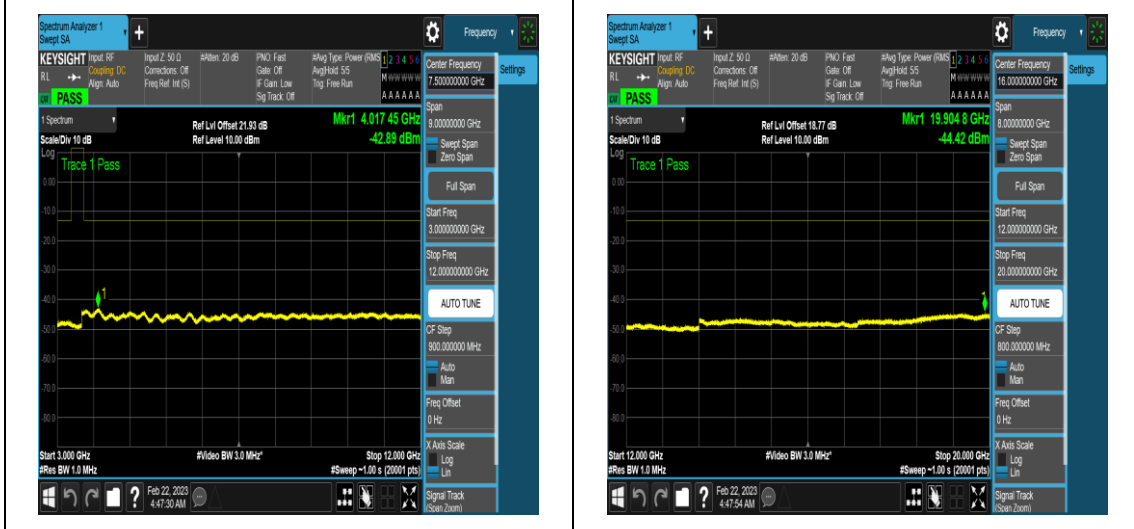 Spectrum Analyzer 1
Swept SA
+
Frequency
KEYSIGHT
RL
Input: RF
Coupling: DC
Align: Auto
Input Z: 50 Ω
Corrections: Off
Freq Ref: Int (S)
#Atten: 20 dB
PNO: Fast
Gate: Off
IF Gain: Low
Sig Track: Off
#Avg Type: Power (RMS
Avg|Hold: 5/5
Trig: Free Run
1 2 3 4 5 6
M W W W W W
A A A A A A
PASS
Center Frequency
7.500000000 GHz
Settings
1 Spectrum
Scale/Div 10 dB
Log
Ref Lvl Offset 21.93 dB
Ref Level 10.00 dBm
Mkr1 4.017 45 GHz
-42.89 dBm
Trace 1 Pass
0.00
-10.0
-20.0
-30.0
-40.0
-50.0
-60.0
-70.0
-80.0
1
Span
9.00000000 GHz
Swept Span
Zero Span
Full Span
Start Freq
3.000000000 GHz
Stop Freq
12.000000000 GHz
AUTO TUNE
CF Step
900.000000 MHz
Auto
Man
Freq Offset
0 Hz
X Axis Scale
Log
Lin
Signal Track
(Span Zoom)
Start 3.000 GHz
#Res BW 1.0 MHz
#Video BW 3.0 MHz*
Stop 12.000 GHz
#Sweep ~1.00 s (20001 pts)
?
Feb 22, 2023
4:47:30 AM
Spectrum Analyzer 1
Swept SA
+
Frequency
KEYSIGHT
RL
Input: RF
Coupling: DC
Align: Auto
Input Z: 50 Ω
Corrections: Off
Freq Ref: Int (S)
#Atten: 20 dB
PNO: Fast
Gate: Off
IF Gain: Low
Sig Track: Off
#Avg Type: Power (RMS
Avg|Hold: 5/5
Trig: Free Run
1 2 3 4 5 6
M W W W W W
A A A A A A
PASS
Center Frequency
16.000000000 GHz
Settings
1 Spectrum
Scale/Div 10 dB
Log
Ref Lvl Offset 18.77 dB
Ref Level 10.00 dBm
Mkr1 19.904 8 GHz
-44.42 dBm
Trace 1 Pass
0.00
-10.0
-20.0
-30.0
-40.0
-50.0
-60.0
-70.0
-80.0
1
Span
8.00000000 GHz
Swept Span
Zero Span
Full Span
Start Freq
12.000000000 GHz
Stop Freq
20.000000000 GHz
AUTO TUNE
CF Step
800.000000 MHz
Auto
Man
Freq Offset
0 Hz
X Axis Scale
Log
Lin
Signal Track
(Span Zoom)
Start 12.000 GHz
#Res BW 1.0 MHz
#Video BW 3.0 MHz*
Stop 20.000 GHz
#Sweep ~1.00 s (20001 pts)
?
Feb 22, 2023
4:47:54 AM